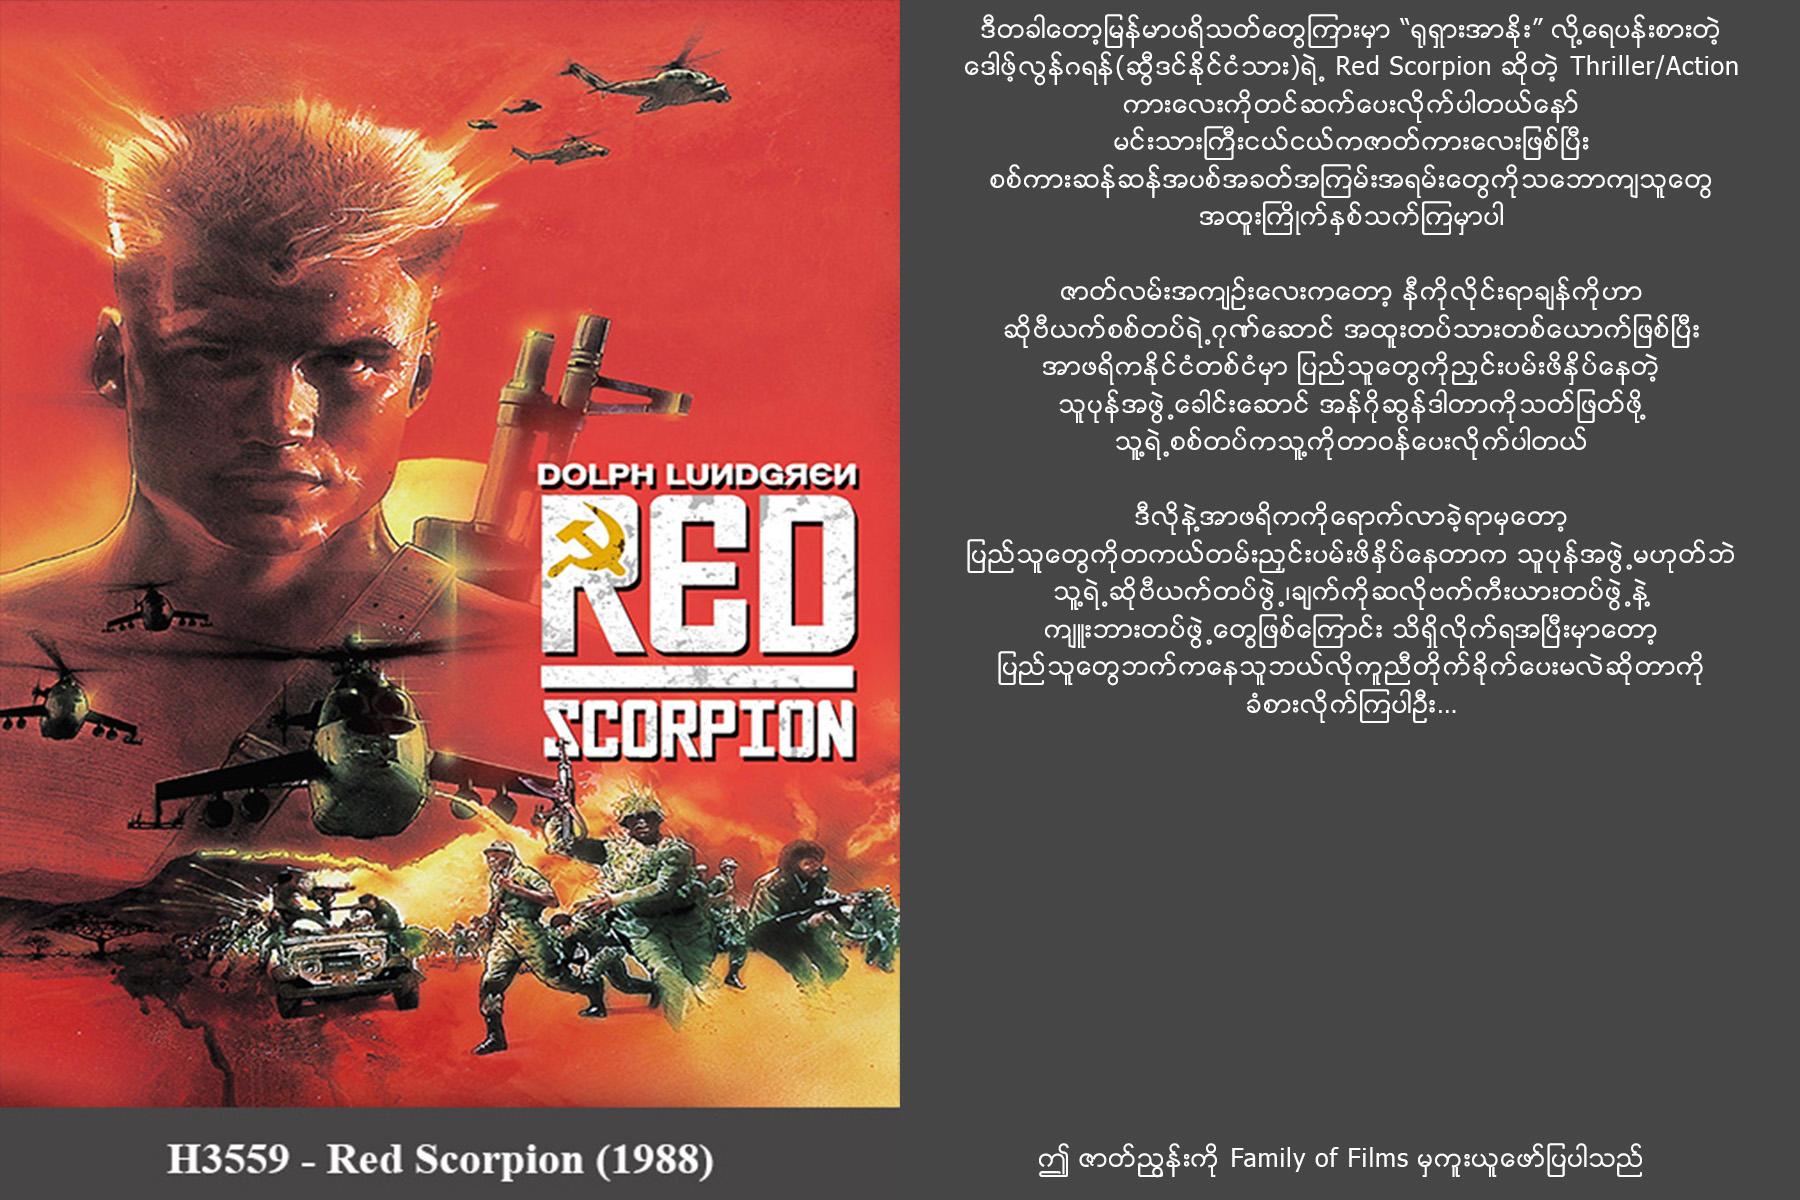 DOLPH LUNDGREN
RED
SCORPION
H3559 - Red Scorpion (1988)
ဒီတခါတော့မြန်မာပရိသတ်တွေကြားမှာ “ရုရှားအာနိုး” လို့ရေပန်းစားတဲ့
ဒေါဖ့်လွန်ဂရန်(ဆွီဒင်နိုင်ငံသား)ရဲ့ Red Scorpion ဆိုတဲ့ Thriller/Action
ကားလေးကိုတင်ဆက်ပေးလိုက်ပါတယ်နော်
မင်းသားကြီးငယ်ငယ်ကဇာတ်ကားလေးဖြစ်ပြီး
စစ်ကားဆန်ဆန်အပစ်အခတ်အကြမ်းအရမ်းတွေကိုသဘောကျသူတွေ
အထူးကြိုက်နှစ်သက်ကြမှာပါ
ဇာတ်လမ်းအကျဉ်းလေးကတော့ နီကိုလိုင်းရာချန်ကိုဟာ
ဆိုဗီယက်စစ်တပ်ရဲ့ဂုဏ်ဆောင် အထူးတပ်သားတစ်ယောက်ဖြစ်ပြီး
အာဖရိကနိုင်ငံတစ်ငံမှာ ပြည်သူတွေကိုညှင်းပမ်းဖိနှိပ်နေတဲ့
သူပုန်အဖွဲ့ခေါင်းဆောင် အန်ဂိုဆွန်ဒါတာကိုသတ်ဖြတ်ဖို့
သူ့ရဲ့စစ်တပ်ကသူ့ကိုတာဝန်ပေးလိုက်ပါတယ်
ဒီလိုနဲ့အာဖရိကကိုရောက်လာခဲ့ရာမှတော့
ပြည်သူတွေကိုတကယ်တမ်းညှင်းပမ်းဖိနှိပ်နေတာက သူပုန်အဖွဲ့မဟုတ်ဘဲ
သူ့ရဲ့ဆိုဗီယက်တပ်ဖွဲ့၊ချက်ကိုဆလိုဗက်ကီးယားတပ်ဖွဲ့နဲ့
ကျူးဘားတပ်ဖွဲ့တွေဖြစ်ကြောင်း သိရှိလိုက်ရအပြီးမှာတော့
ပြည်သူတွေဘက်ကနေသူဘယ်လိုကူညီတိုက်ခိုက်ပေးမလဲဆိုတာကို
ခံစားလိုက်ကြပါဦး...
ဤ ဇာတ်ညွှန်းကို Family of Films မှကူးယူဖော်ပြပါသည်